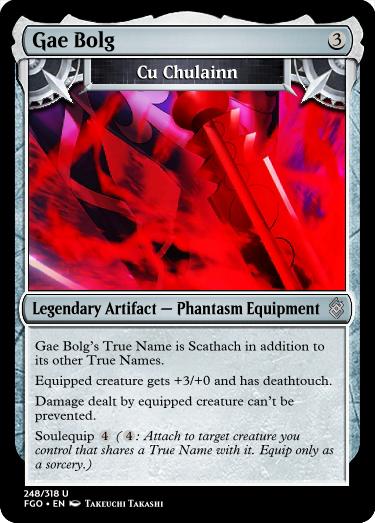 Gae Bolg 3
Cu Chulainn
Legendary Artifact — Phantasm Equipment
Gae Bolg's True Name is Scathach in addition to
its other True Names.
Equipped creature gets +3/+0 and has deathtouch.
Damage dealt by equipped creature can't be
prevented.
Soulequip 4 (4: Attach to target creature you
control that shares a True Name with it. Equip only as
a sorcery.)
248/318 U
FGO • EN Takeuchi Takashi